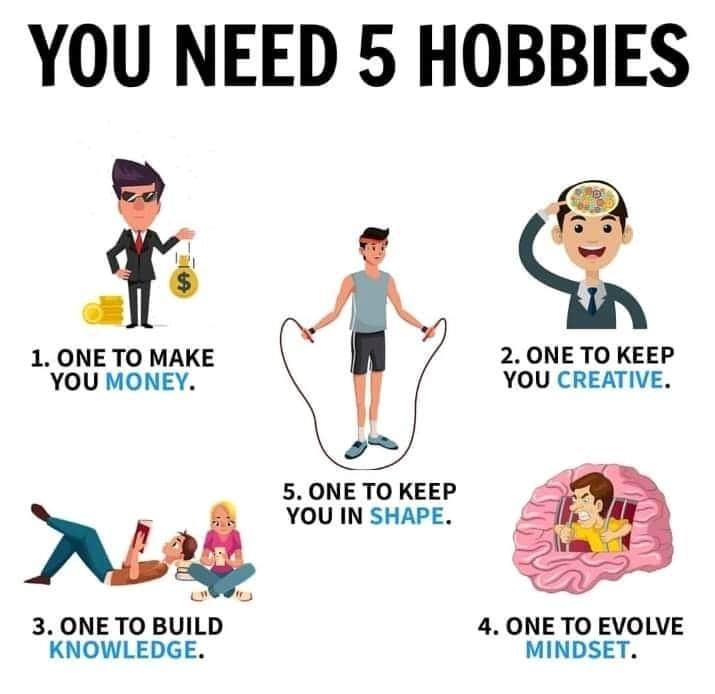 YOU NEED 5 HOBBIES
$
1. ONE TO MAKE
YOU MONEY.
2. ONE TO KEEP
YOU CREATIVE.
3. ONE TO BUILD
KNOWLEDGE.
4. ONE TO EVOLVE
MINDSET.
5. ONE TO KEEP
YOU IN SHAPE.